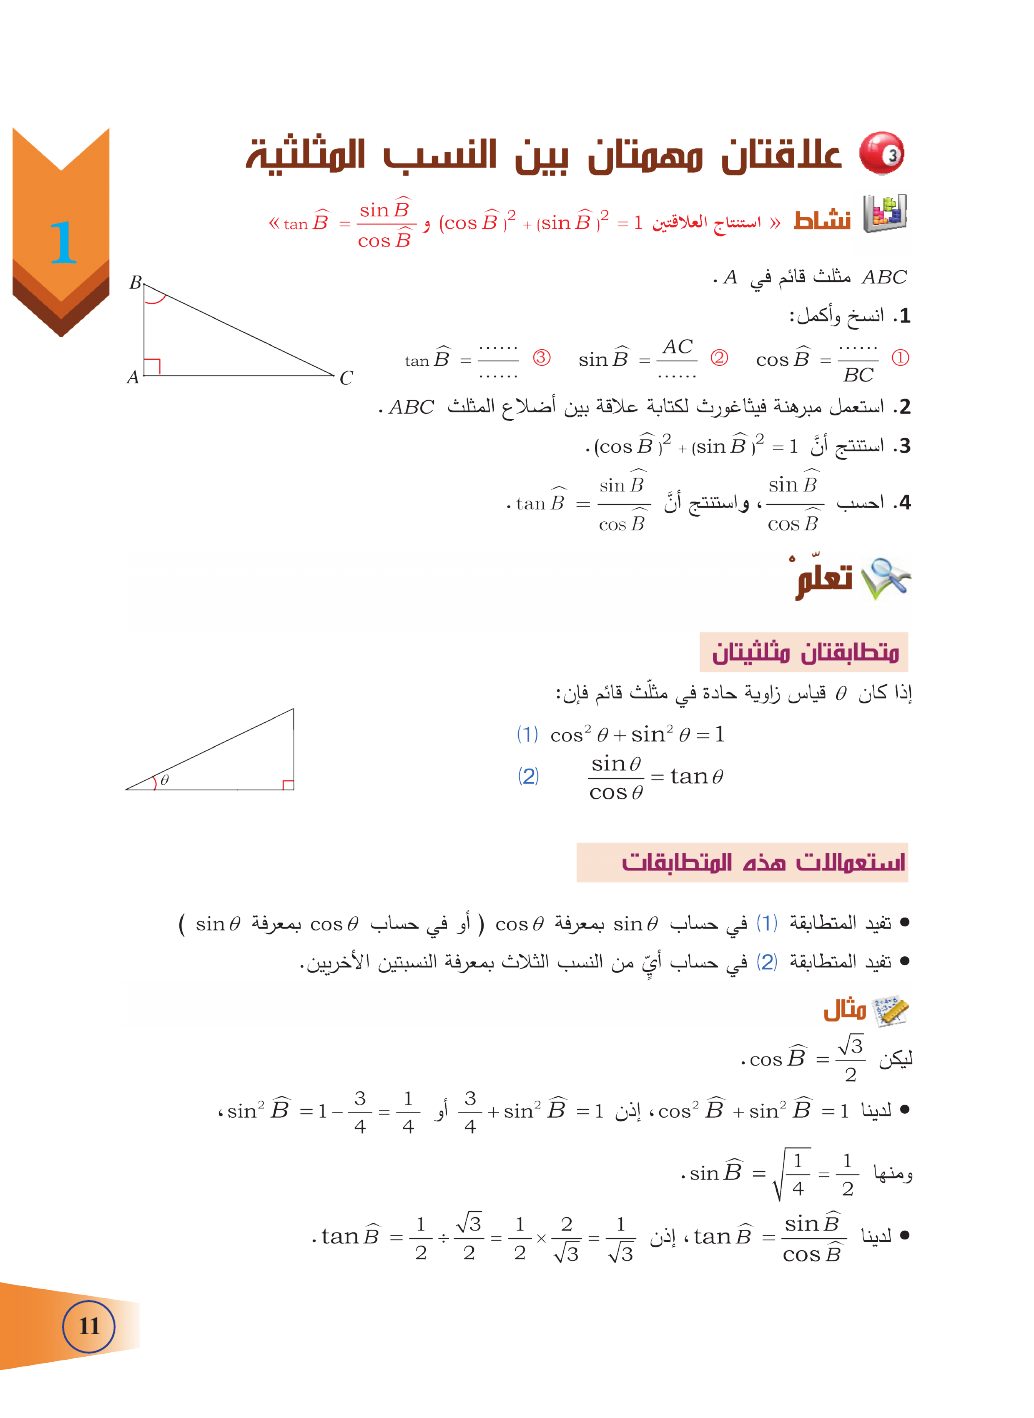 3 علاقتان مهمتان بين النسب المثلثية
1
نشاط « استنتاج العلاقتين (cos B̂)² + (sin B̂)² = 1 و tan B̂ = sin B̂ / cos B̂ »
ABC مثلث قائم في A .
B
A
C
1. انسخ وأكمل:
① cos B̂ = ...... / BC ② sin B̂ = AC / ...... ③ tan B̂ = ...... / ......
2. استعمل مبرهنة فيثاغورث لكتابة علاقة بين أضلاع المثلث ABC .
3. استنتج أنَّ (cos B̂)² + (sin B̂)² = 1.
4. احسب sin B̂ / cos B̂ ، واستنتج أنَّ tan B̂ = sin B̂ / cos B̂ .
تعلّمْ
متطابقتان مثلثيتان
إذا كان θ قياس زاوية حادة في مثلّث قائم فإن:
(1) cos² θ + sin² θ = 1
(2) sin θ / cos θ = tan θ
θ
استعمالات هذه المتطابقات
• تفيد المتطابقة (1) في حساب sin θ بمعرفة cos θ ( أو في حساب cos θ بمعرفة sin θ )
• تفيد المتطابقة (2) في حساب أيٍّ من النسب الثلاث بمعرفة النسبتين الأخريين.
مثال
ليكن cos B̂ = √3 / 2 .
• لدينا cos² B̂ + sin² B̂ = 1 ، إذن 3/4 + sin² B̂ = 1 أو sin² B̂ = 1 − 3/4 = 1/4 ،
ومنها sin B̂ = √(1/4) = 1/2 .
• لدينا tan B̂ = sin B̂ / cos B̂ ، إذن tan B̂ = 1/2 ÷ √3/2 = 1/2 × 2/√3 = 1/√3 .
11